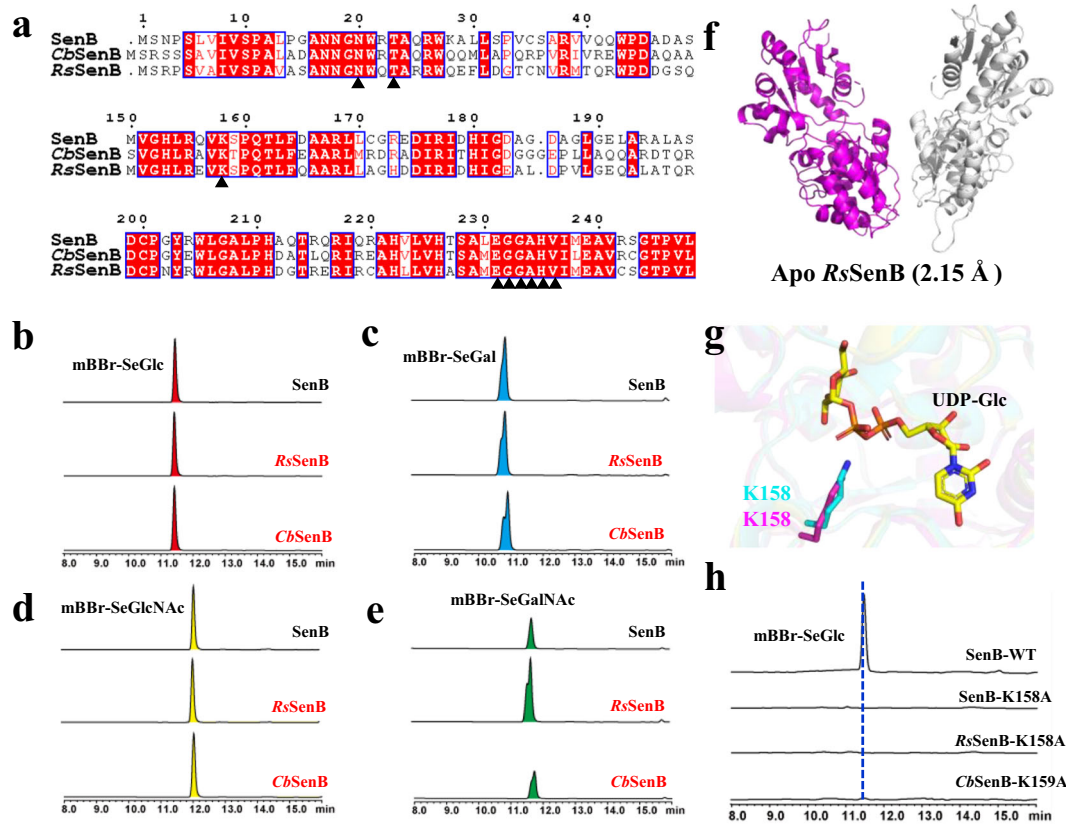 a
1 10 20 30 40
SenB .MSNPSLVIVSPALPGANNGNWRTAQRWKALLSPVCSARVVQQWPDADAS
CbSenB .MSRSSAVIVSPALADANNGNWRTARRWQQMLAPQRPVRIVREWPDAQAA
RsSenB .MSRPSVAIVSPAVASANNGNWQTARRWQEFLDGTCNVRMTQRWPDDGSQ
150 160 170 180 190
SenB MVGHLRQVKSPQTLFDAARLLCGREDIRIDHIGDAG.DAGLGELARALAS
CbSenB SVGHLRAVKTPQTLFEAARLMRDRADIRITHIGDGGGEPLLAQQARDTQR
RsSenB MVGHLREVKSPQTLFQAARLLAGHDDIRIDHIGEAL.DPVLGEQARATQR
200 210 220 230 240
SenB DCPGYRWLGALPHAQTRQRIQRAHVLVHTSALEGGAHVIMEAVRSGTPVL
CbSenB DCPGYEWLGALPHADTLQRIREAHVLVHTSALEGGAHVILEAVRCGTPVL
RsSenB DCPNYRWLGALPHDGTRERIRCAHLLVHTSAMEGGAHVIMEAVCSGTPVL
b
mBBr-SeGlc
SenB
RsSenB
CbSenB
8.0 9.0 10.0 11.0 12.0 13.0 14.0 15.0 min
c
mBBr-SeGal
SenB
RsSenB
CbSenB
8.0 9.0 10.0 11.0 12.0 13.0 14.0 15.0 min
d
mBBr-SeGlcNAc
SenB
RsSenB
CbSenB
8.0 9.0 10.0 11.0 12.0 13.0 14.0 15.0 min
e
mBBr-SeGalNAc
SenB
RsSenB
CbSenB
8.0 9.0 10.0 11.0 12.0 13.0 14.0 15.0 min
f
Apo RsSenB (2.15 Å )
g
UDP-Glc
K158
K158
h
mBBr-SeGlc
SenB-WT
SenB-K158A
RsSenB-K158A
CbSenB-K159A
8.0 9.0 10.0 11.0 12.0 13.0 14.0 15.0 min